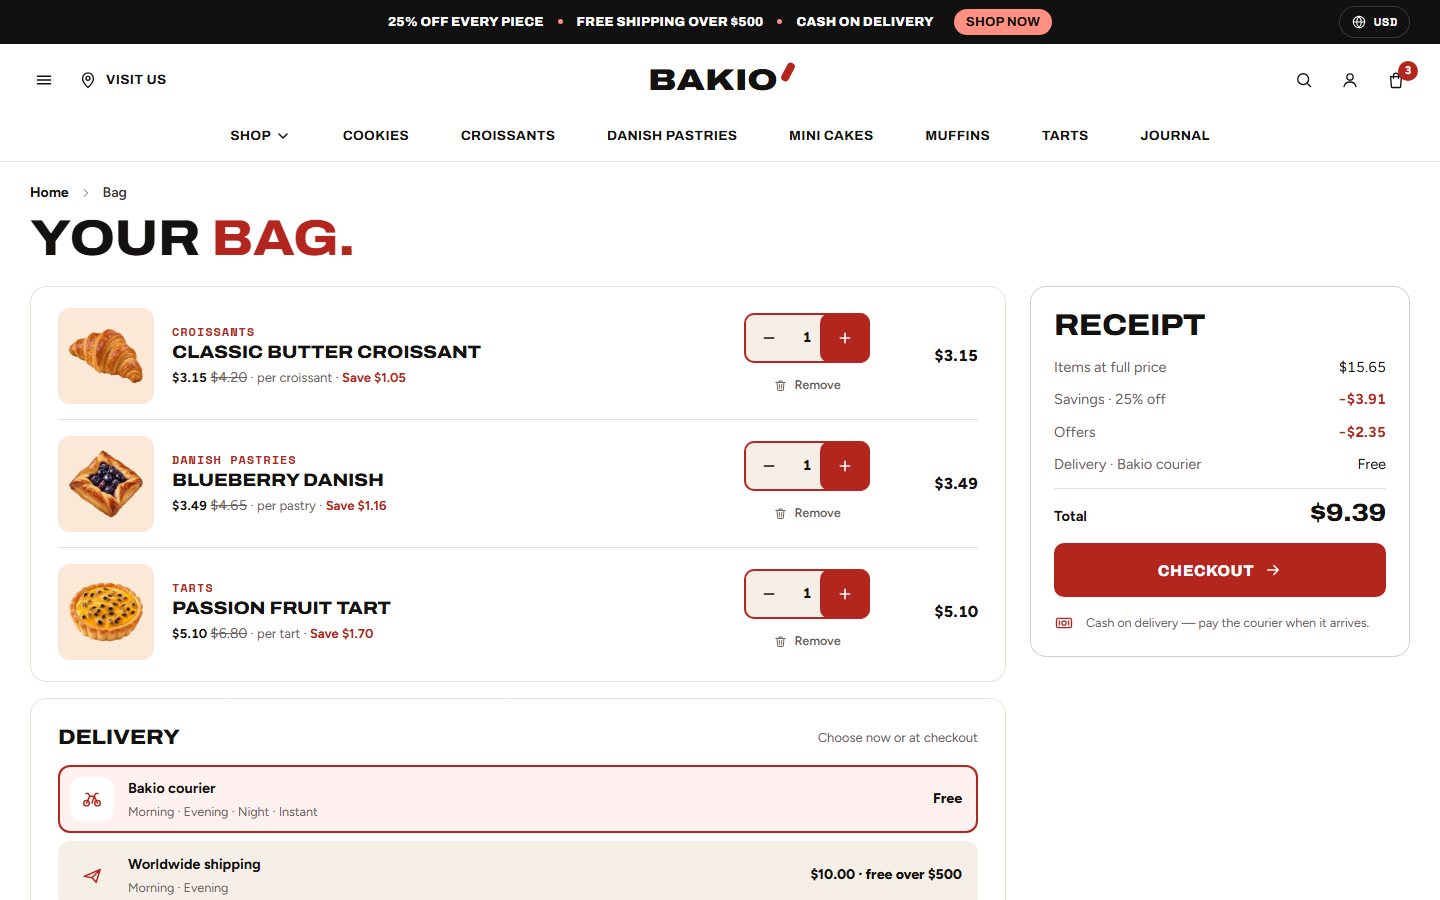 25% OFF EVERY PIECE • FREE SHIPPING OVER $500 • CASH ON DELIVERY SHOP NOW
USD
VISIT US
BAKIO
3
SHOP COOKIES CROISSANTS DANISH PASTRIES MINI CAKES MUFFINS TARTS JOURNAL
Home > Bag
YOUR BAG.
CROISSANTS
CLASSIC BUTTER CROISSANT
$3.15 $4.20 · per croissant · Save $1.05
− 1 +
Remove
$3.15
DANISH PASTRIES
BLUEBERRY DANISH
$3.49 $4.65 · per pastry · Save $1.16
− 1 +
Remove
$3.49
TARTS
PASSION FRUIT TART
$5.10 $6.80 · per tart · Save $1.70
− 1 +
Remove
$5.10
RECEIPT
Items at full price $15.65
Savings · 25% off −$3.91
Offers −$2.35
Delivery · Bakio courier Free
Total $9.39
CHECKOUT →
Cash on delivery — pay the courier when it arrives.
DELIVERY
Choose now or at checkout
Bakio courier
Morning · Evening · Night · Instant
Free
Worldwide shipping
Morning · Evening
$10.00 · free over $500